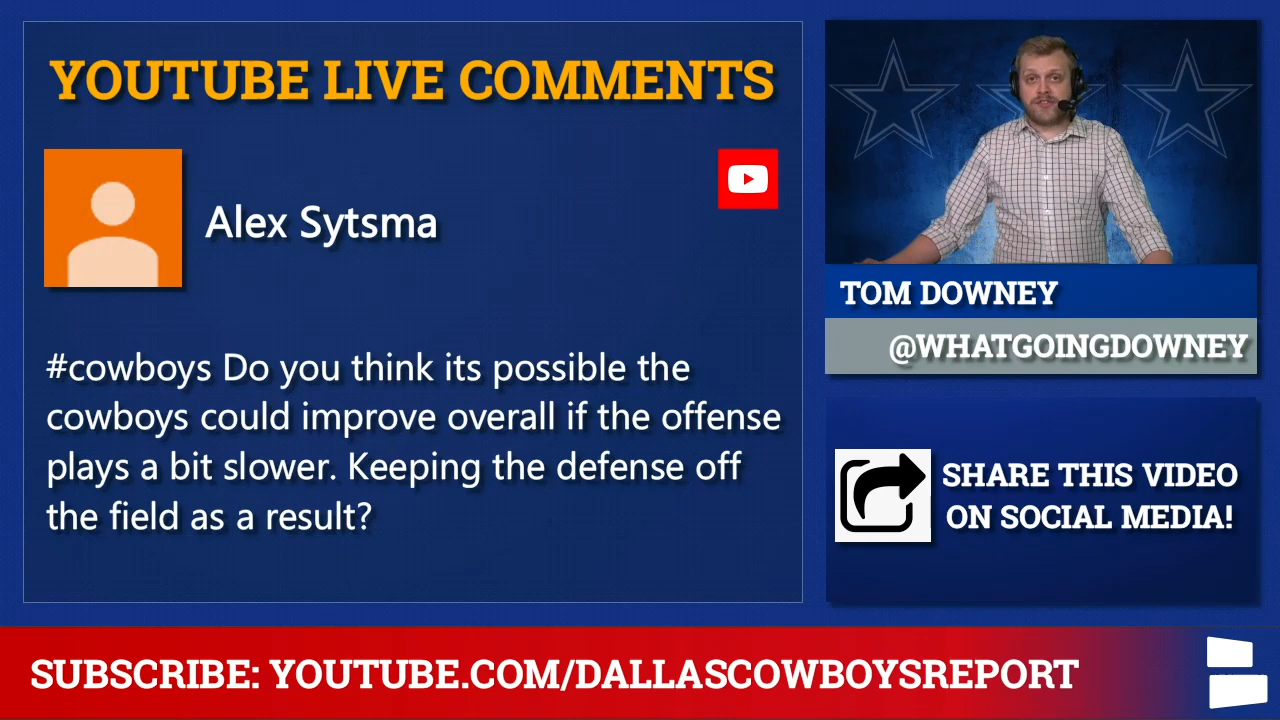 YOUTUBE LIVE COMMENTS
Alex Sytsma
#cowboys Do you think its possible the
cowboys could improve overall if the offense
plays a bit slower. Keeping the defense off
the field as a result?
TOM DOWNEY
@WHATGOINGDOWNEY
SHARE THIS VIDEO
ON SOCIAL MEDIA!
SUBSCRIBE: YOUTUBE.COM/DALLASCOWBOYSREPORT